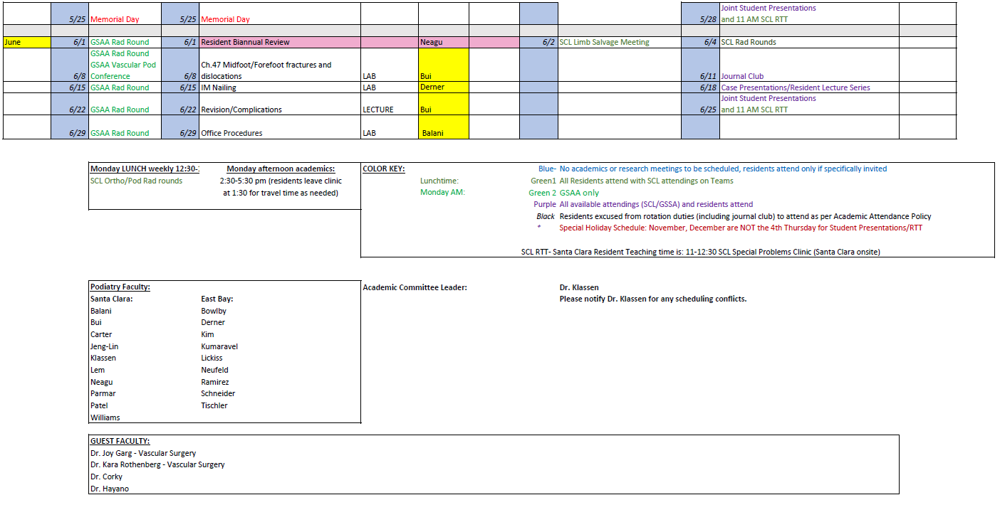 Joint Student Presentations
5/25 Memorial Day 5/25 Memorial Day 5/28 and 11 AM SCL RTT
June 6/1 GSAA Rad Round 6/1 Resident Biannual Review Neagu 6/2 SCL Limb Salvage Meeting 6/4 SCL Rad Rounds
GSAA Rad Round
GSAA Vascular Pod Ch.47 Midfoot/Forefoot fractures and
6/8 Conference 6/8 dislocations LAB Bui 6/11 Journal Club
6/15 GSAA Rad Round 6/15 IM Nailing LAB Derner 6/18 Case Presentations/Resident Lecture Series
Joint Student Presentations
6/22 GSAA Rad Round 6/22 Revision/Complications LECTURE Bui 6/25 and 11 AM SCL RTT
6/29 GSAA Rad Round 6/29 Office Procedures LAB Balani
Monday LUNCH weekly 12:30- Monday afternoon academics: COLOR KEY: Blue- No academics or research meetings to be scheduled, residents attend only if specifically invited
SCL Ortho/Pod Rad rounds 2:30-5:30 pm (residents leave clinic Lunchtime: Green1 All Residents attend with SCL attendings on Teams
at 1:30 for travel time as needed) Monday AM: Green 2 GSAA only
Purple All available attendings (SCL/GSSA) and residents attend
Black Residents excused from rotation duties (including journal club) to attend as per Academic Attendance Policy
* Special Holiday Schedule: November, December are NOT the 4th Thursday for Student Presentations/RTT
SCL RTT- Santa Clara Resident Teaching time is: 11-12:30 SCL Special Problems Clinic (Santa Clara onsite)
Podiatry Faculty: Academic Committee Leader: Dr. Klassen
Santa Clara: East Bay: Please notify Dr. Klassen for any scheduling conflicts.
Balani Bowlby
Bui Derner
Carter Kim
Jeng-Lin Kumaravel
Klassen Lickiss
Lem Neufeld
Neagu Ramirez
Parmar Schneider
Patel Tischler
Williams
GUEST FACULTY:
Dr. Joy Garg - Vascular Surgery
Dr. Kara Rothenberg - Vascular Surgery
Dr. Corky
Dr. Hayano